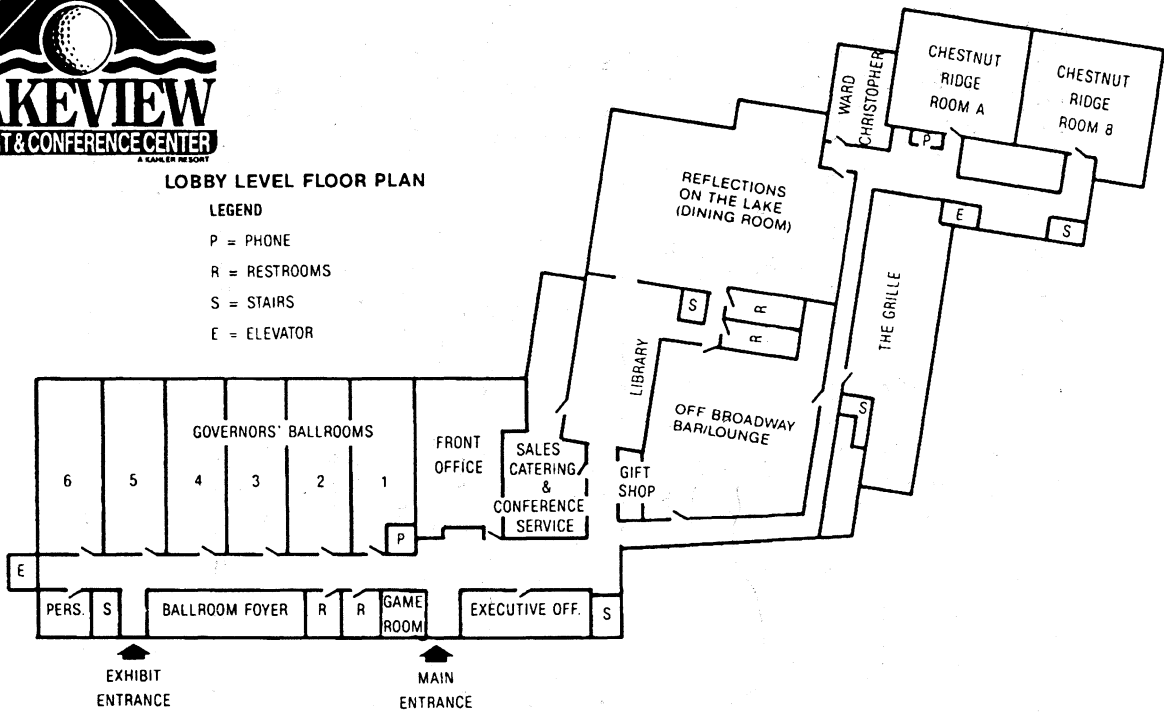 AKEVIEW
T & CONFERENCE CENTER
A KAHLER RESORT
LOBBY LEVEL FLOOR PLAN
LEGEND
P = PHONE
R = RESTROOMS
S = STAIRS
E = ELEVATOR
CHESTNUT
RIDGE
ROOM A
CHESTNUT
RIDGE
ROOM B
WARD
CHRISTOPHER
P
REFLECTIONS
ON THE LAKE
(DINING ROOM)
E
S
THE GRILLE
S
R
R
LIBRARY
S
OFF BROADWAY
BAR/LOUNGE
GOVERNORS' BALLROOMS
6
5
4
3
2
1
FRONT
OFFICE
SALES
CATERING
&
CONFERENCE
SERVICE
GIFT
SHOP
P
E
PERS.
S
BALLROOM FOYER
R
R
GAME
ROOM
EXECUTIVE OFF.
S
EXHIBIT
ENTRANCE
MAIN
ENTRANCE